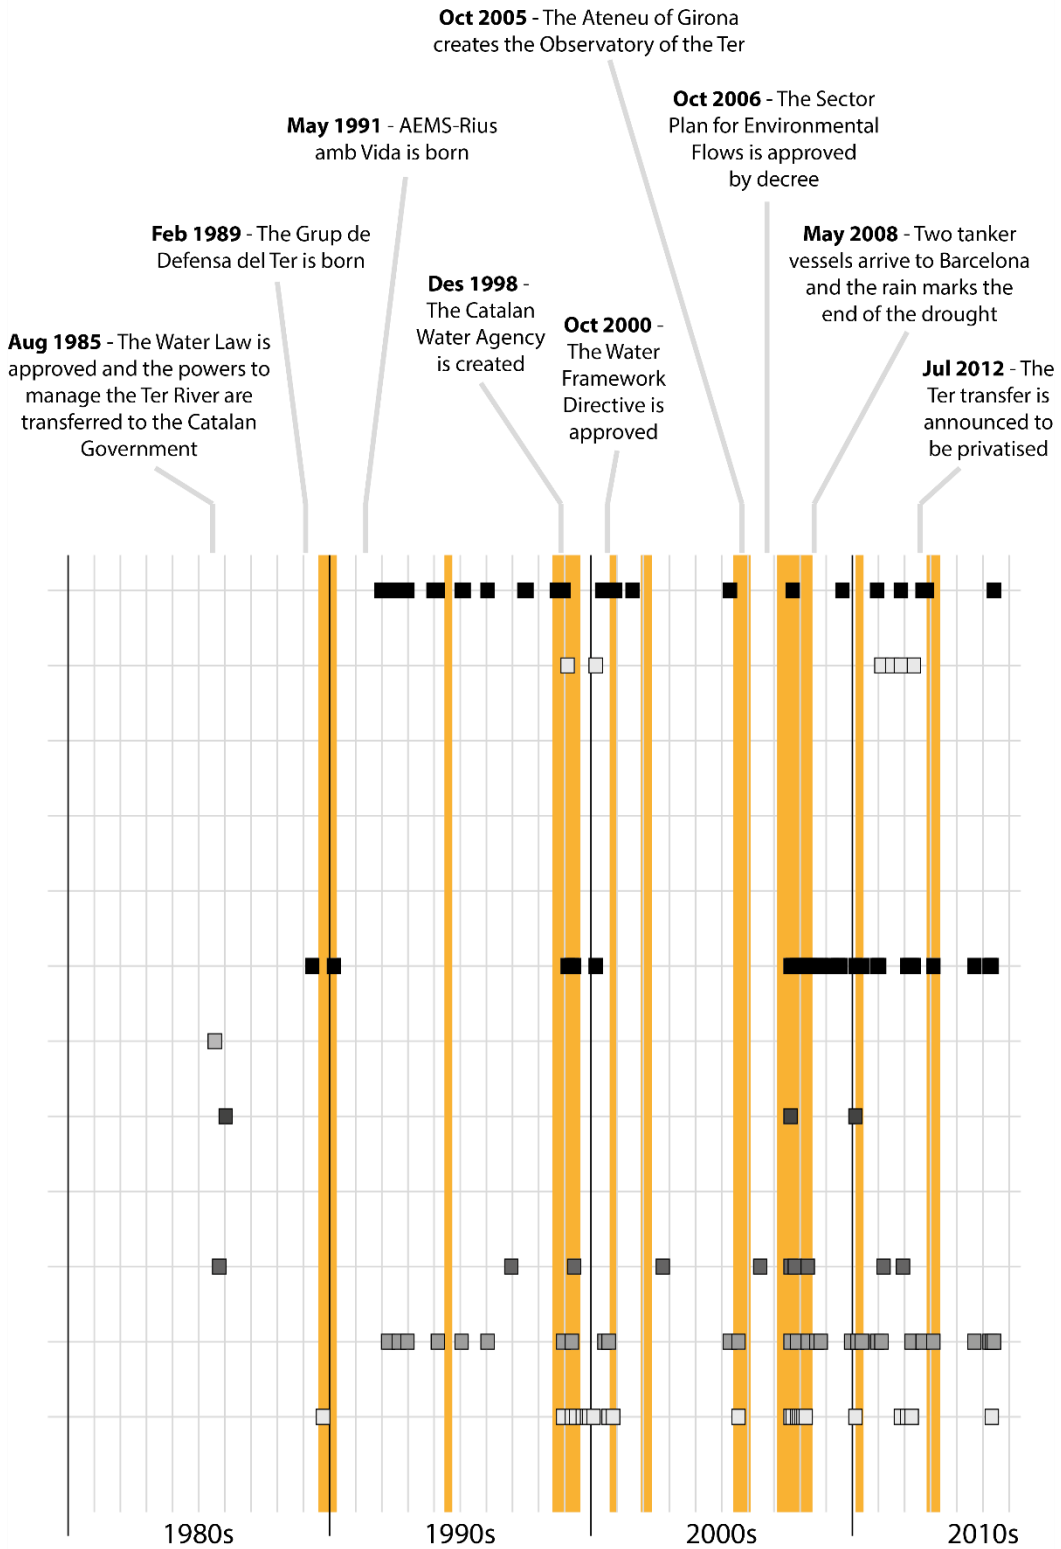 Oct 2005 - The Ateneu of Girona
creates the Observatory of the Ter
Oct 2006 - The Sector
Plan for Environmental
Flows is approved
by decree
May 1991 - AEMS-Rius
amb Vida is born
Feb 1989 - The Grup de
Defensa del Ter is born
May 2008 - Two tanker
vessels arrive to Barcelona
and the rain marks the
end of the drought
Des 1998 -
The Catalan
Water Agency
is created
Oct 2000 -
The Water
Framework
Directive is
approved
Aug 1985 - The Water Law is
approved and the powers to
manage the Ter River are
transferred to the Catalan
Government
Jul 2012 - The
Ter transfer is
announced to
be privatised
1980s
1990s
2000s
2010s